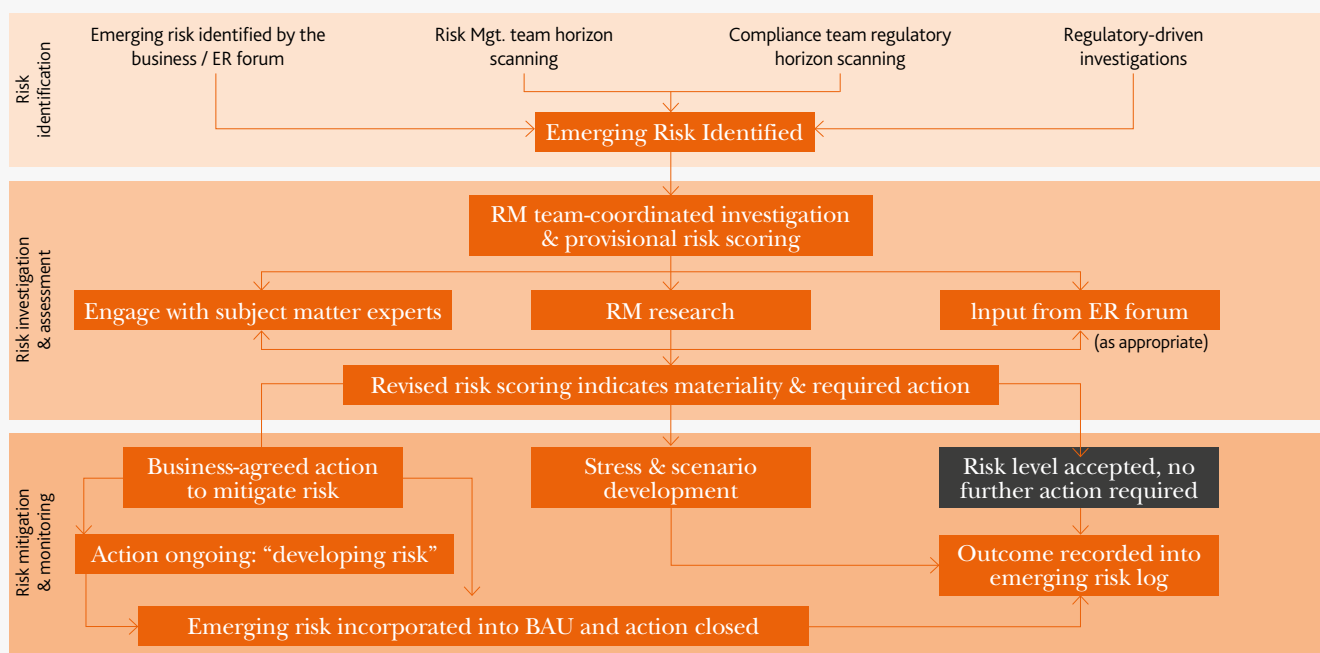 Risk
identification
Emerging risk identified by the
business / ER forum
Risk Mgt. team horizon
scanning
Compliance team regulatory
horizon scanning
Regulatory-driven
investigations
Emerging Risk Identified
Risk investigation
& assessment
RM team-coordinated investigation
& provisional risk scoring
Engage with subject matter experts
RM research
Input from ER forum
(as appropriate)
Revised risk scoring indicates materiality & required action
Risk mitigation
& monitoring
Business-agreed action
to mitigate risk
Stress & scenario
development
Risk level accepted, no
further action required
Action ongoing: “developing risk”
Outcome recorded into
emerging risk log
Emerging risk incorporated into BAU and action closed